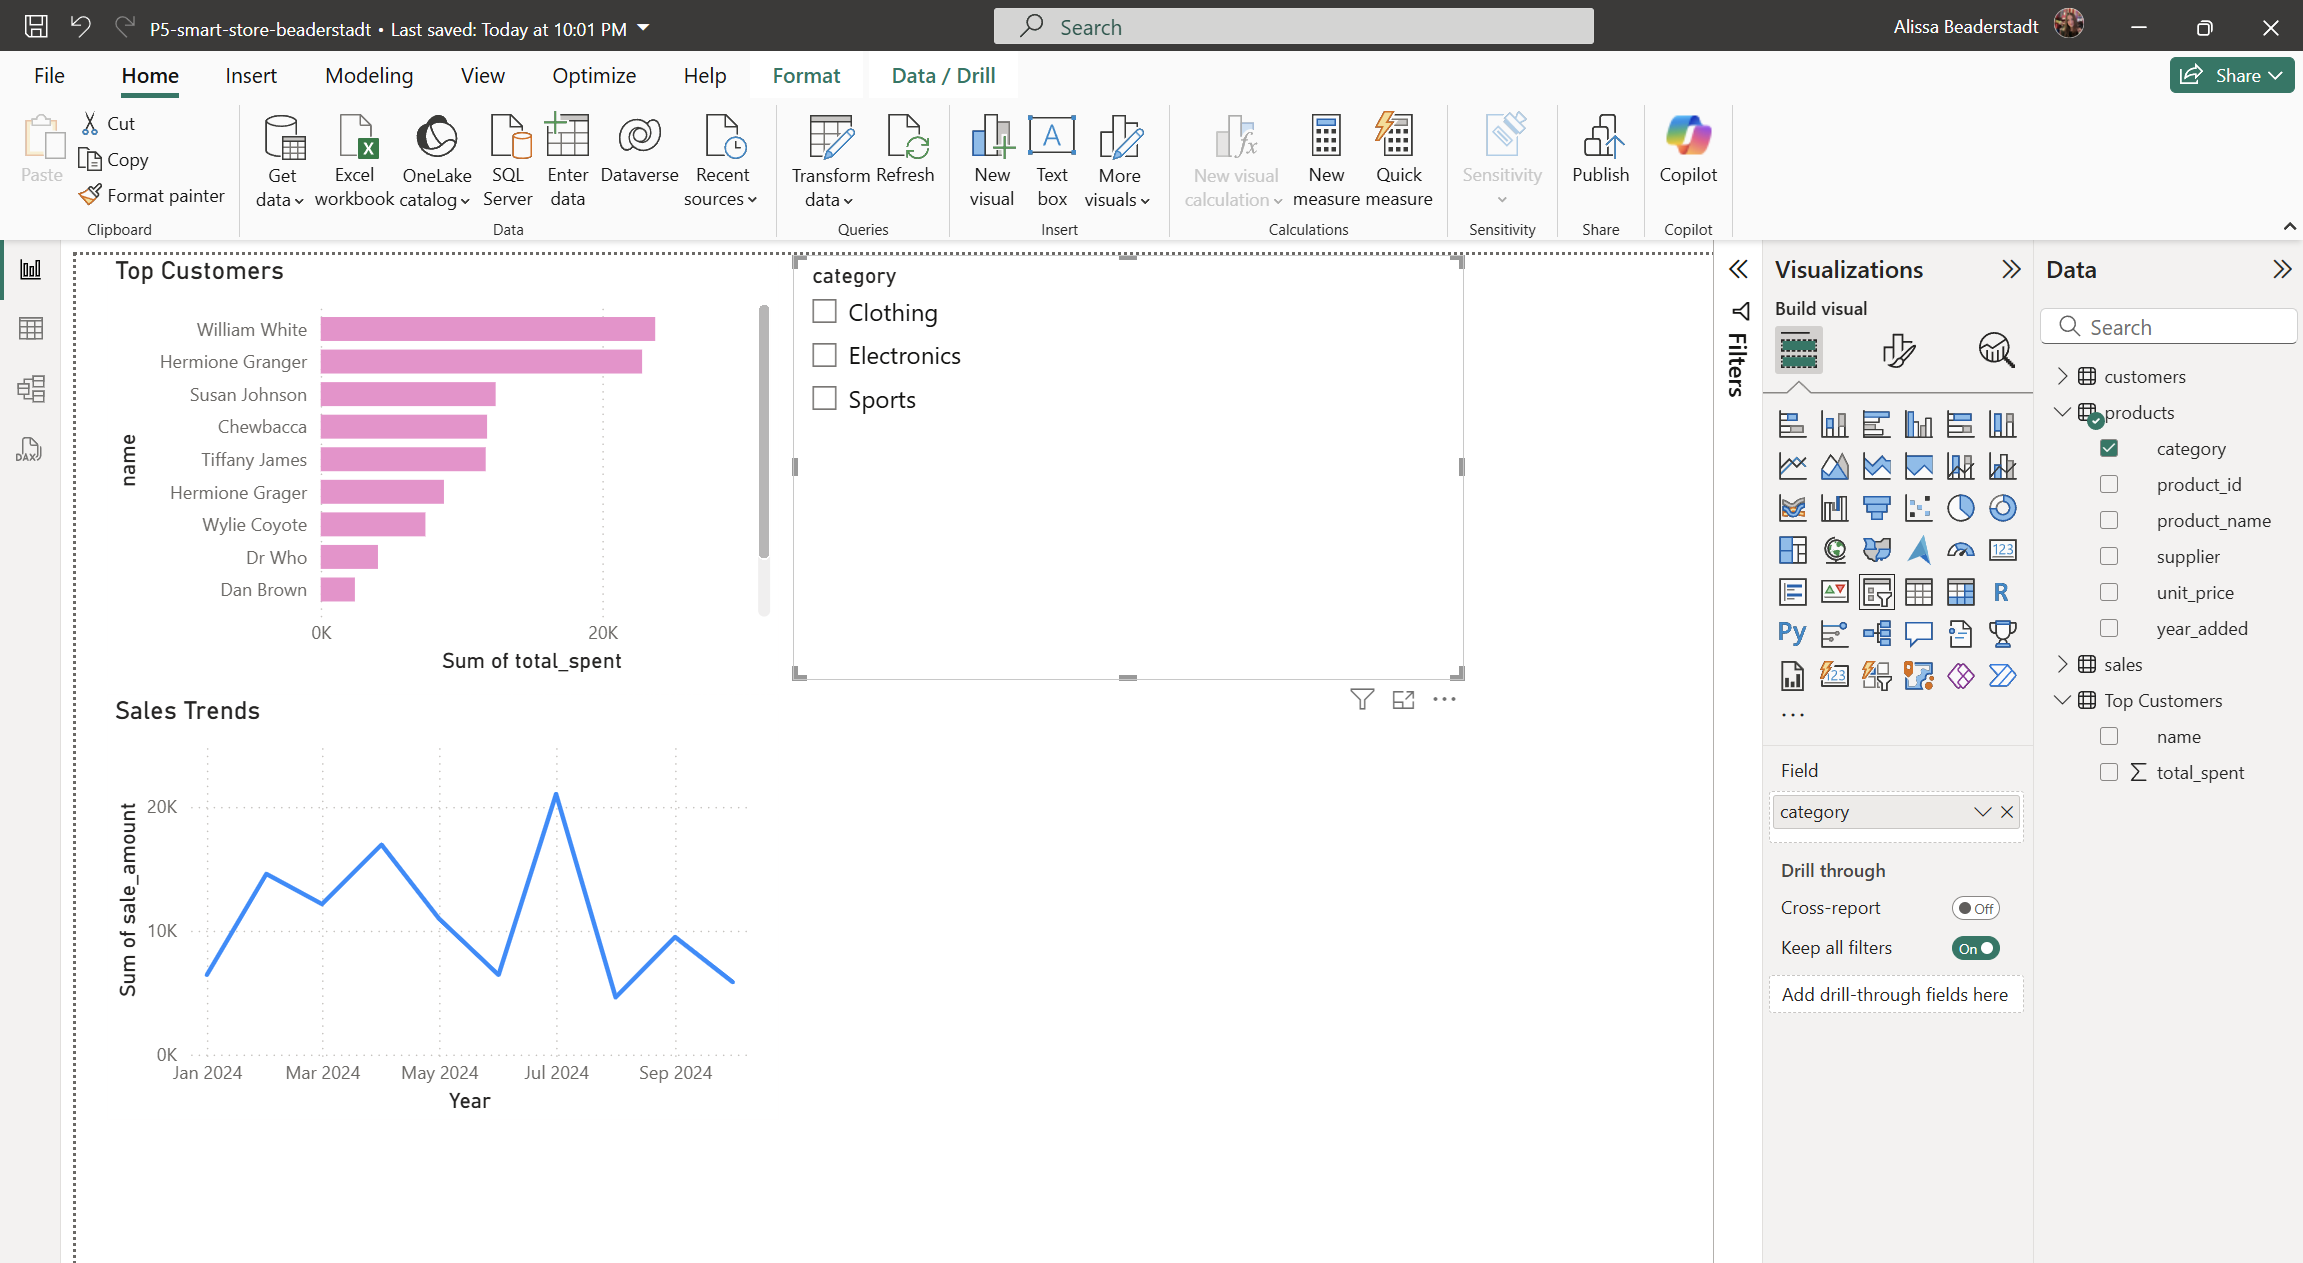 P5-smart-store-beaderstadt • Last saved: Today at 10:01 PM
Search
Alissa Beaderstadt
File
Home
Insert
Modeling
View
Optimize
Help
Format
Data / Drill
Share
Paste
Cut
Copy
Format painter
Clipboard
Get data
Excel workbook
OneLake catalog
SQL Server
Enter data
Dataverse
Recent sources
Data
Transform data
Refresh
Queries
New visual
Text box
More visuals
Insert
New visual calculation
New measure
Quick measure
Calculations
Sensitivity
Sensitivity
Publish
Share
Copilot
Copilot
Top Customers
name
William White
Hermione Granger
Susan Johnson
Chewbacca
Tiffany James
Hermione Grager
Wylie Coyote
Dr Who
Dan Brown
0K
20K
Sum of total_spent
category
Clothing
Electronics
Sports
Sales Trends
Sum of sale_amount
20K
10K
0K
Jan 2024
Mar 2024
May 2024
Jul 2024
Sep 2024
Year
Filters
Visualizations
Build visual
123
R
Py
123
Field
category
Drill through
Cross-report
Off
Keep all filters
On
Add drill-through fields here
Data
Search
customers
products
category
product_id
product_name
supplier
unit_price
year_added
sales
Top Customers
name
total_spent
DAX